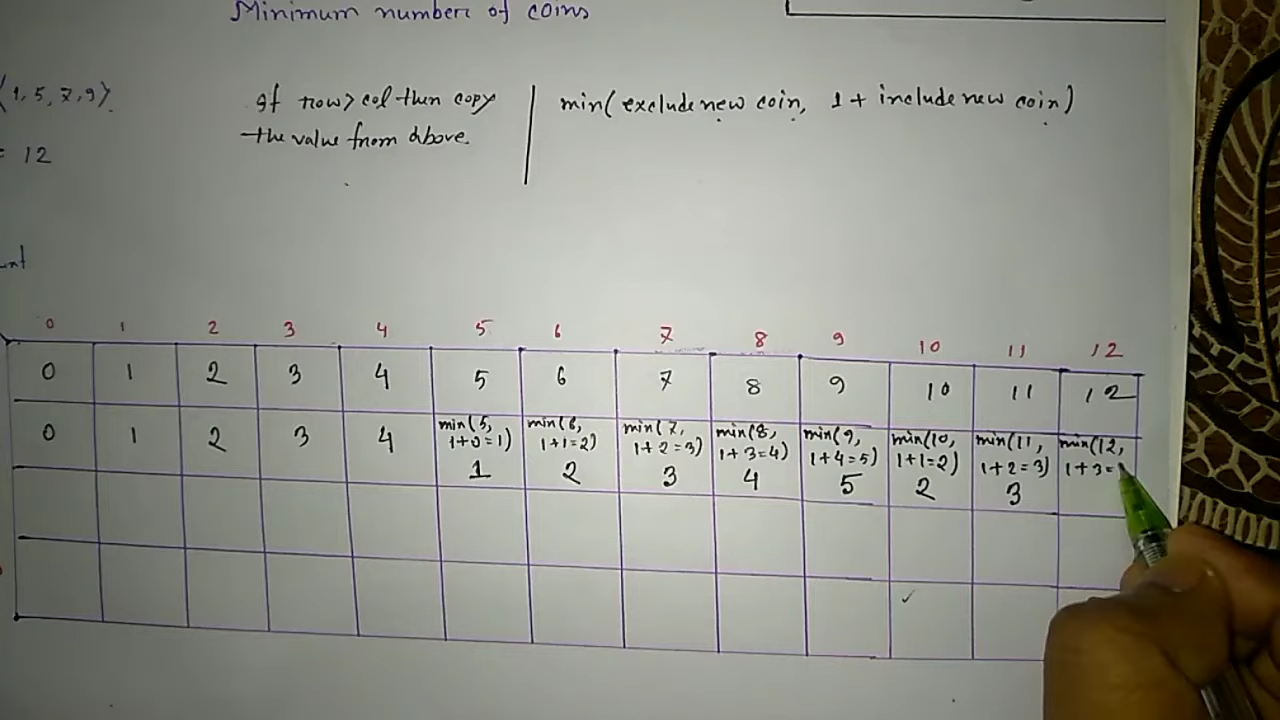 Minimum number of coins
1, 5, 7, 9}
If row > col then copy
the value from above.
min( exclude new coin, 1 + include new coin)
= 12
0 1 2 3 4 5 6 7 8 9 10 11 12
0 1 2 3 4 5 6 7 8 9 10 11 12
0 1 2 3 4
min(5,
1+0=1)
1
min(6,
1+1=2)
2
min(7,
1+2=3)
3
min(8,
1+3=4)
4
min(9,
1+4=5)
5
min(10,
1+1=2)
2
min(11,
1+2=3)
3
min(12,
1+3=